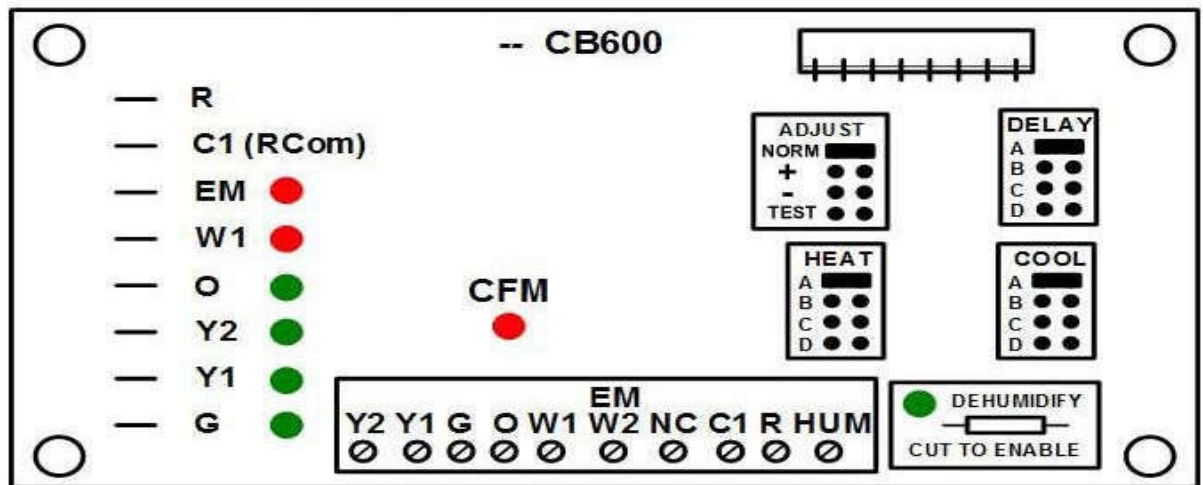 -- CB600
R
C1 (RCom)
EM
W1
O
Y2
Y1
G
CFM
ADJUST
NORM
+
-
TEST
DELAY
A
B
C
D
HEAT
A
B
C
D
COOL
A
B
C
D
EM
Y2 Y1 G O W1 W2 NC C1 R HUM
DEHUMIDIFY
CUT TO ENABLE